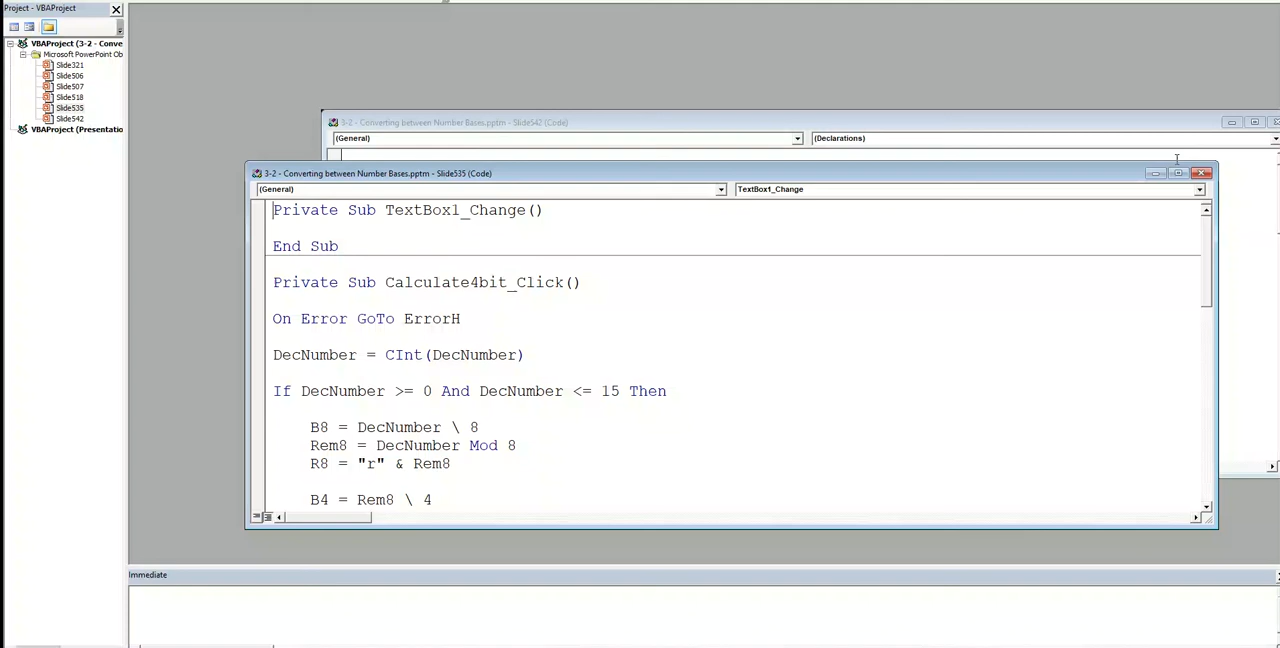 Project - VBAProject
VBAProject (3-2 - Conve
Microsoft PowerPoint Ob
Slide321
Slide506
Slide507
Slide518
Slide535
Slide542
VBAProject (Presentatio
3-2 - Converting between Number Bases.pptm - Slide542 (Code)
(General)
(Declarations)
3-2 - Converting between Number Bases.pptm - Slide535 (Code)
(General)
TextBox1_Change
Private Sub TextBox1_Change()
End Sub
Private Sub Calculate4bit_Click()
On Error GoTo ErrorH
DecNumber = CInt(DecNumber)
If DecNumber >= 0 And DecNumber <= 15 Then
B8 = DecNumber \ 8
Rem8 = DecNumber Mod 8
R8 = "r" & Rem8
B4 = Rem8 \ 4
Immediate